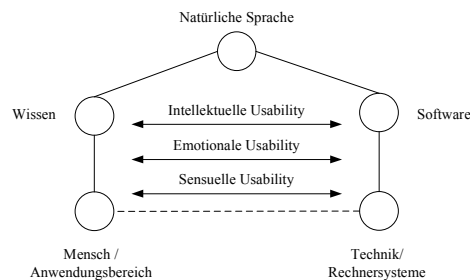 Natürliche Sprache
Wissen
Intellektuelle Usability
Software
Emotionale Usability
Sensuelle Usability
Mensch /
Anwendungsbereich
Technik/
Rechnersysteme